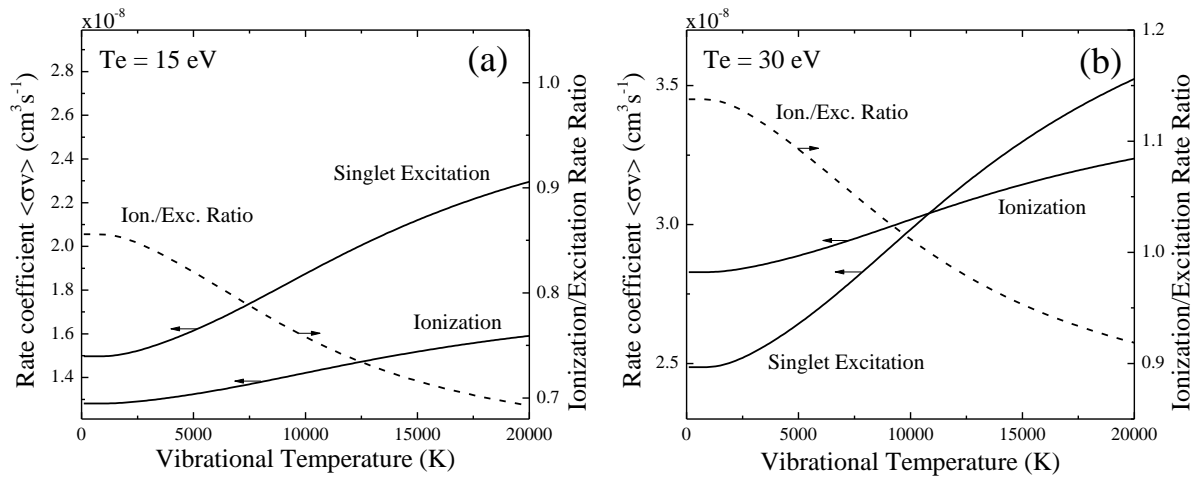 x10⁻⁸
Te = 15 eV
(a)
Rate coefficient <σv> (cm³s⁻¹)
2.8
2.6
2.4
2.2
2.0
1.8
1.6
1.4
Singlet Excitation
Ion./Exc. Ratio
Ionization
1.0
0.9
0.8
0.7
Ionization/Excitation Rate Ratio
0 5000 10000 15000 20000
Vibrational Temperature (K)
x10⁻⁸
Te = 30 eV
(b)
Rate coefficient <σv> (cm³s⁻¹)
3.5
3.0
2.5
Ion./Exc. Ratio
Ionization
Singlet Excitation
1.2
1.1
1.0
0.9
Ionization/Excitation Rate Ratio
0 5000 10000 15000 20000
Vibrational Temperature (K)